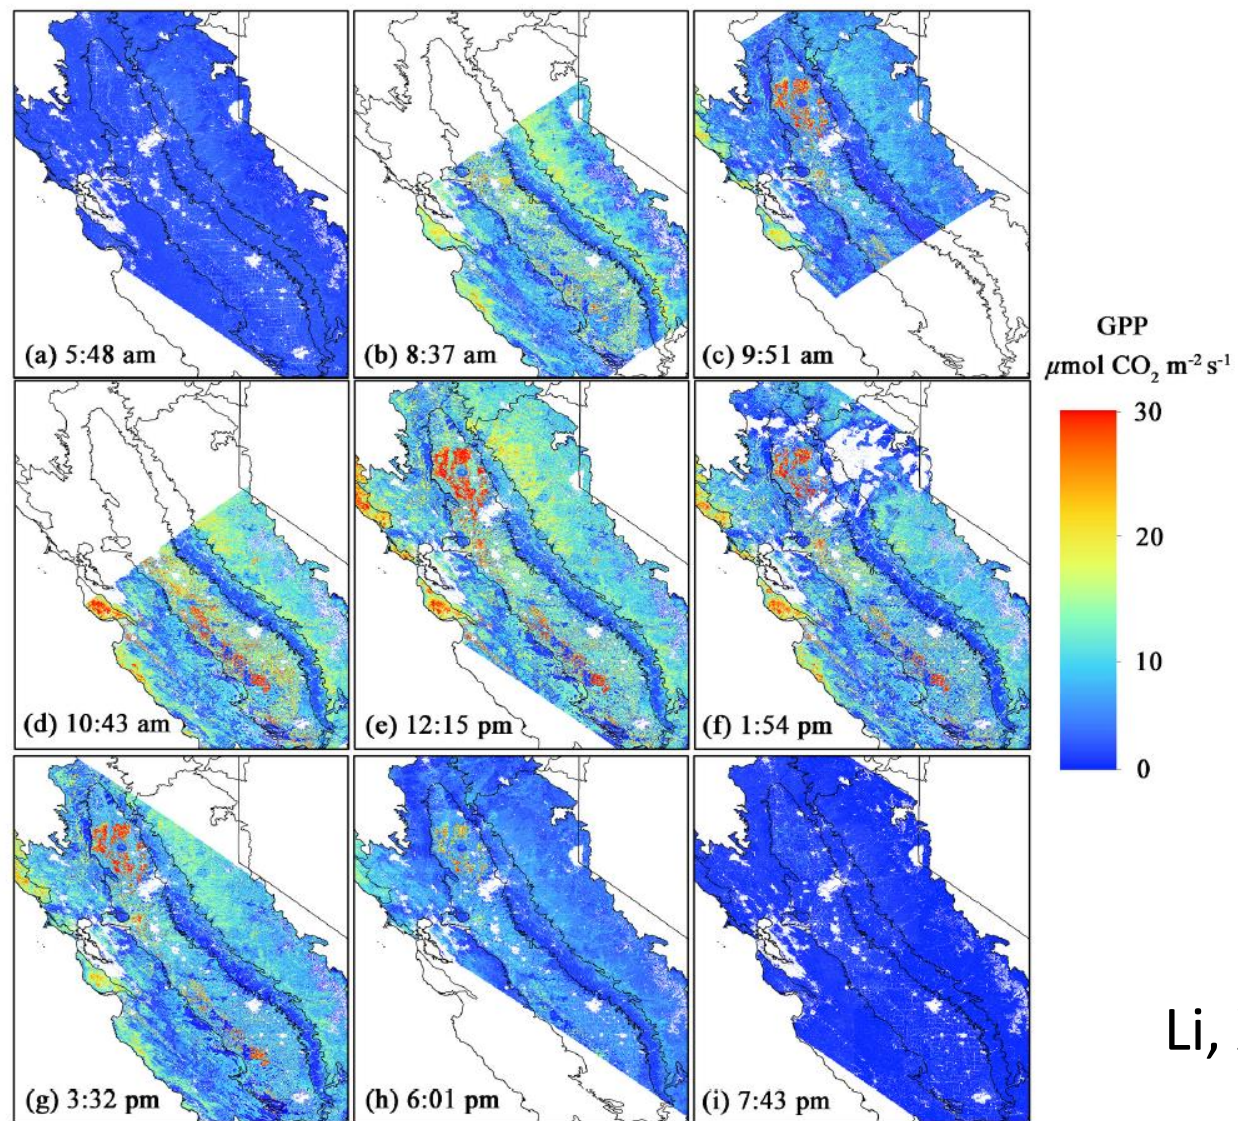 (a) 5:48 am
(b) 8:37 am
(c) 9:51 am
(d) 10:43 am
(e) 12:15 pm
(f) 1:54 pm
(g) 3:32 pm
(h) 6:01 pm
(i) 7:43 pm
GPP
μmol CO₂ m⁻² s⁻¹
30
20
10
0
Li,